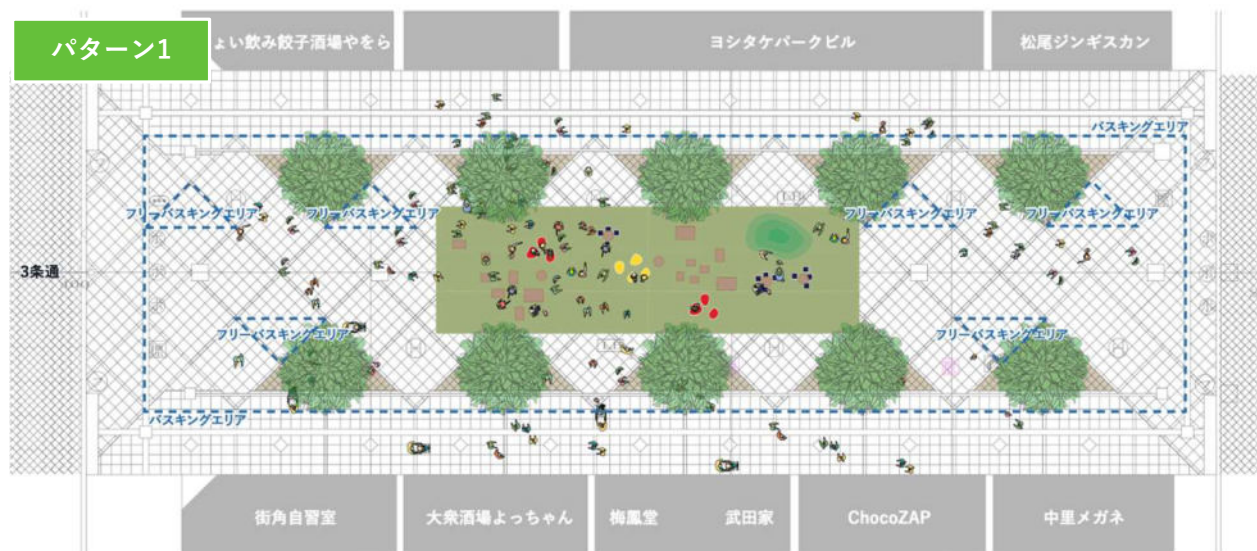 パターン1
ょい飲み餃子酒場やをら
ヨシタケパークビル
松尾ジンギスカン
バスキングエリア
フリーバスキングエリア
フリーバスキングエリア
フリーバスキングエリア
フリーバスキングエリア
3条通
フリーバスキングエリア
フリーバスキングエリア
バスキングエリア
街角自習室
大衆酒場よっちゃん
梅鳳堂
武田家
ChocoZAP
中里メガネ